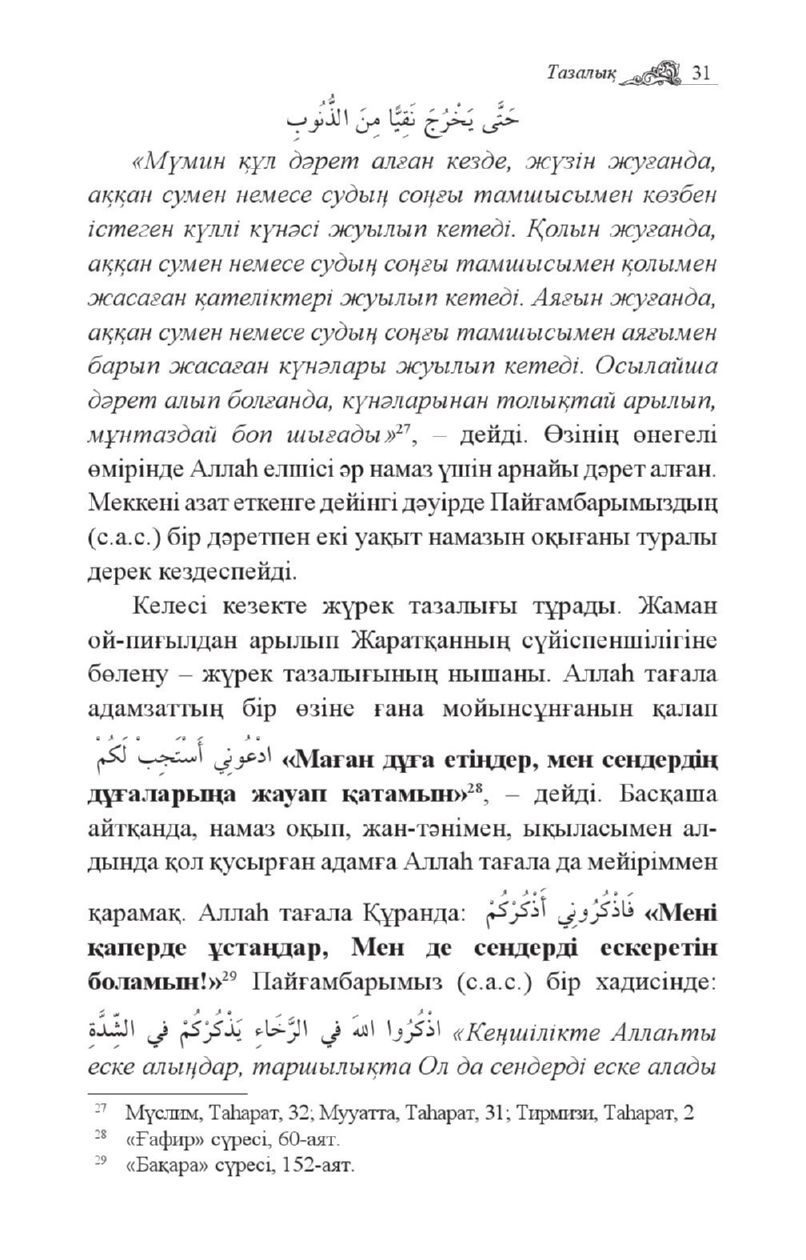 Тазалық 31
حَتَّى يَخْرُجَ نَقِيًّا مِنَ الذُّنُوبِ
«Мүмин құл дәрет алған кезде, жүзін жуғанда,
аққан сумен немесе судың соңғы тамшысымен көзбен
істеген күллі күнәсі жуылып кетеді. Қолын жуғанда,
аққан сумен немесе судың соңғы тамшысымен қолымен
жасаған қателіктері жуылып кетеді. Аяғын жуғанда,
аққан сумен немесе судың соңғы тамшысымен аяғымен
барып жасаған күнәлары жуылып кетеді. Осылайша
дәрет алып болғанда, күнәларынан толықтай арылып,
мұнтаздай боп шығады»²⁷, – дейді. Өзінің өнегелі
өмірінде Аллаһ елшісі әр намаз үшін арнайы дәрет алған.
Меккені азат еткенге дейінгі дәуірде Пайғамбарымыздың
(с.а.с.) бір дәретпен екі уақыт намазын оқығаны туралы
дерек кездеспейді.
Келесі кезекте жүрек тазалығы тұрады. Жаман
ой-пиғылдан арылып Жаратқанның сүйіспеншілігіне
бөлену – жүрек тазалығының нышаны. Аллаһ тағала
адамзаттың бір өзіне ғана мойынсұнғанын қалап
ادْعُونِي أَسْتَجِبْ لَكُمْ «Маған дұға етіңдер, мен сендердің
дұғаларыңа жауап қатамын»²⁸, – дейді. Басқаша
айтқанда, намаз оқып, жан-тәнімен, ықыласымен ал-
дында қол қусырған адамға Аллаһ тағала да мейіріммен
қарамақ. Аллаһ тағала Құранда: فَاذْكُرُونِي أَذْكُرْكُمْ «Мені
қаперде ұстаңдар, Мен де сендерді ескеретін
боламын!»²⁹ Пайғамбарымыз (с.а.с.) бір хадисінде:
اذْكُرُوا اللهَ في الرَّخَاءِ يَذْكُرْكُمْ في الشِّدَّةِ «Кеңшілікте Аллаһты
еске алыңдар, таршылықта Ол да сендерді еске алады
²⁷ Мүслим, Таһарат, 32; Мууатта, Таһарат, 31; Тирмизи, Таһарат, 2
²⁸ «Ғафир» сүресі, 60-аят.
²⁹ «Бақара» сүресі, 152-аят.